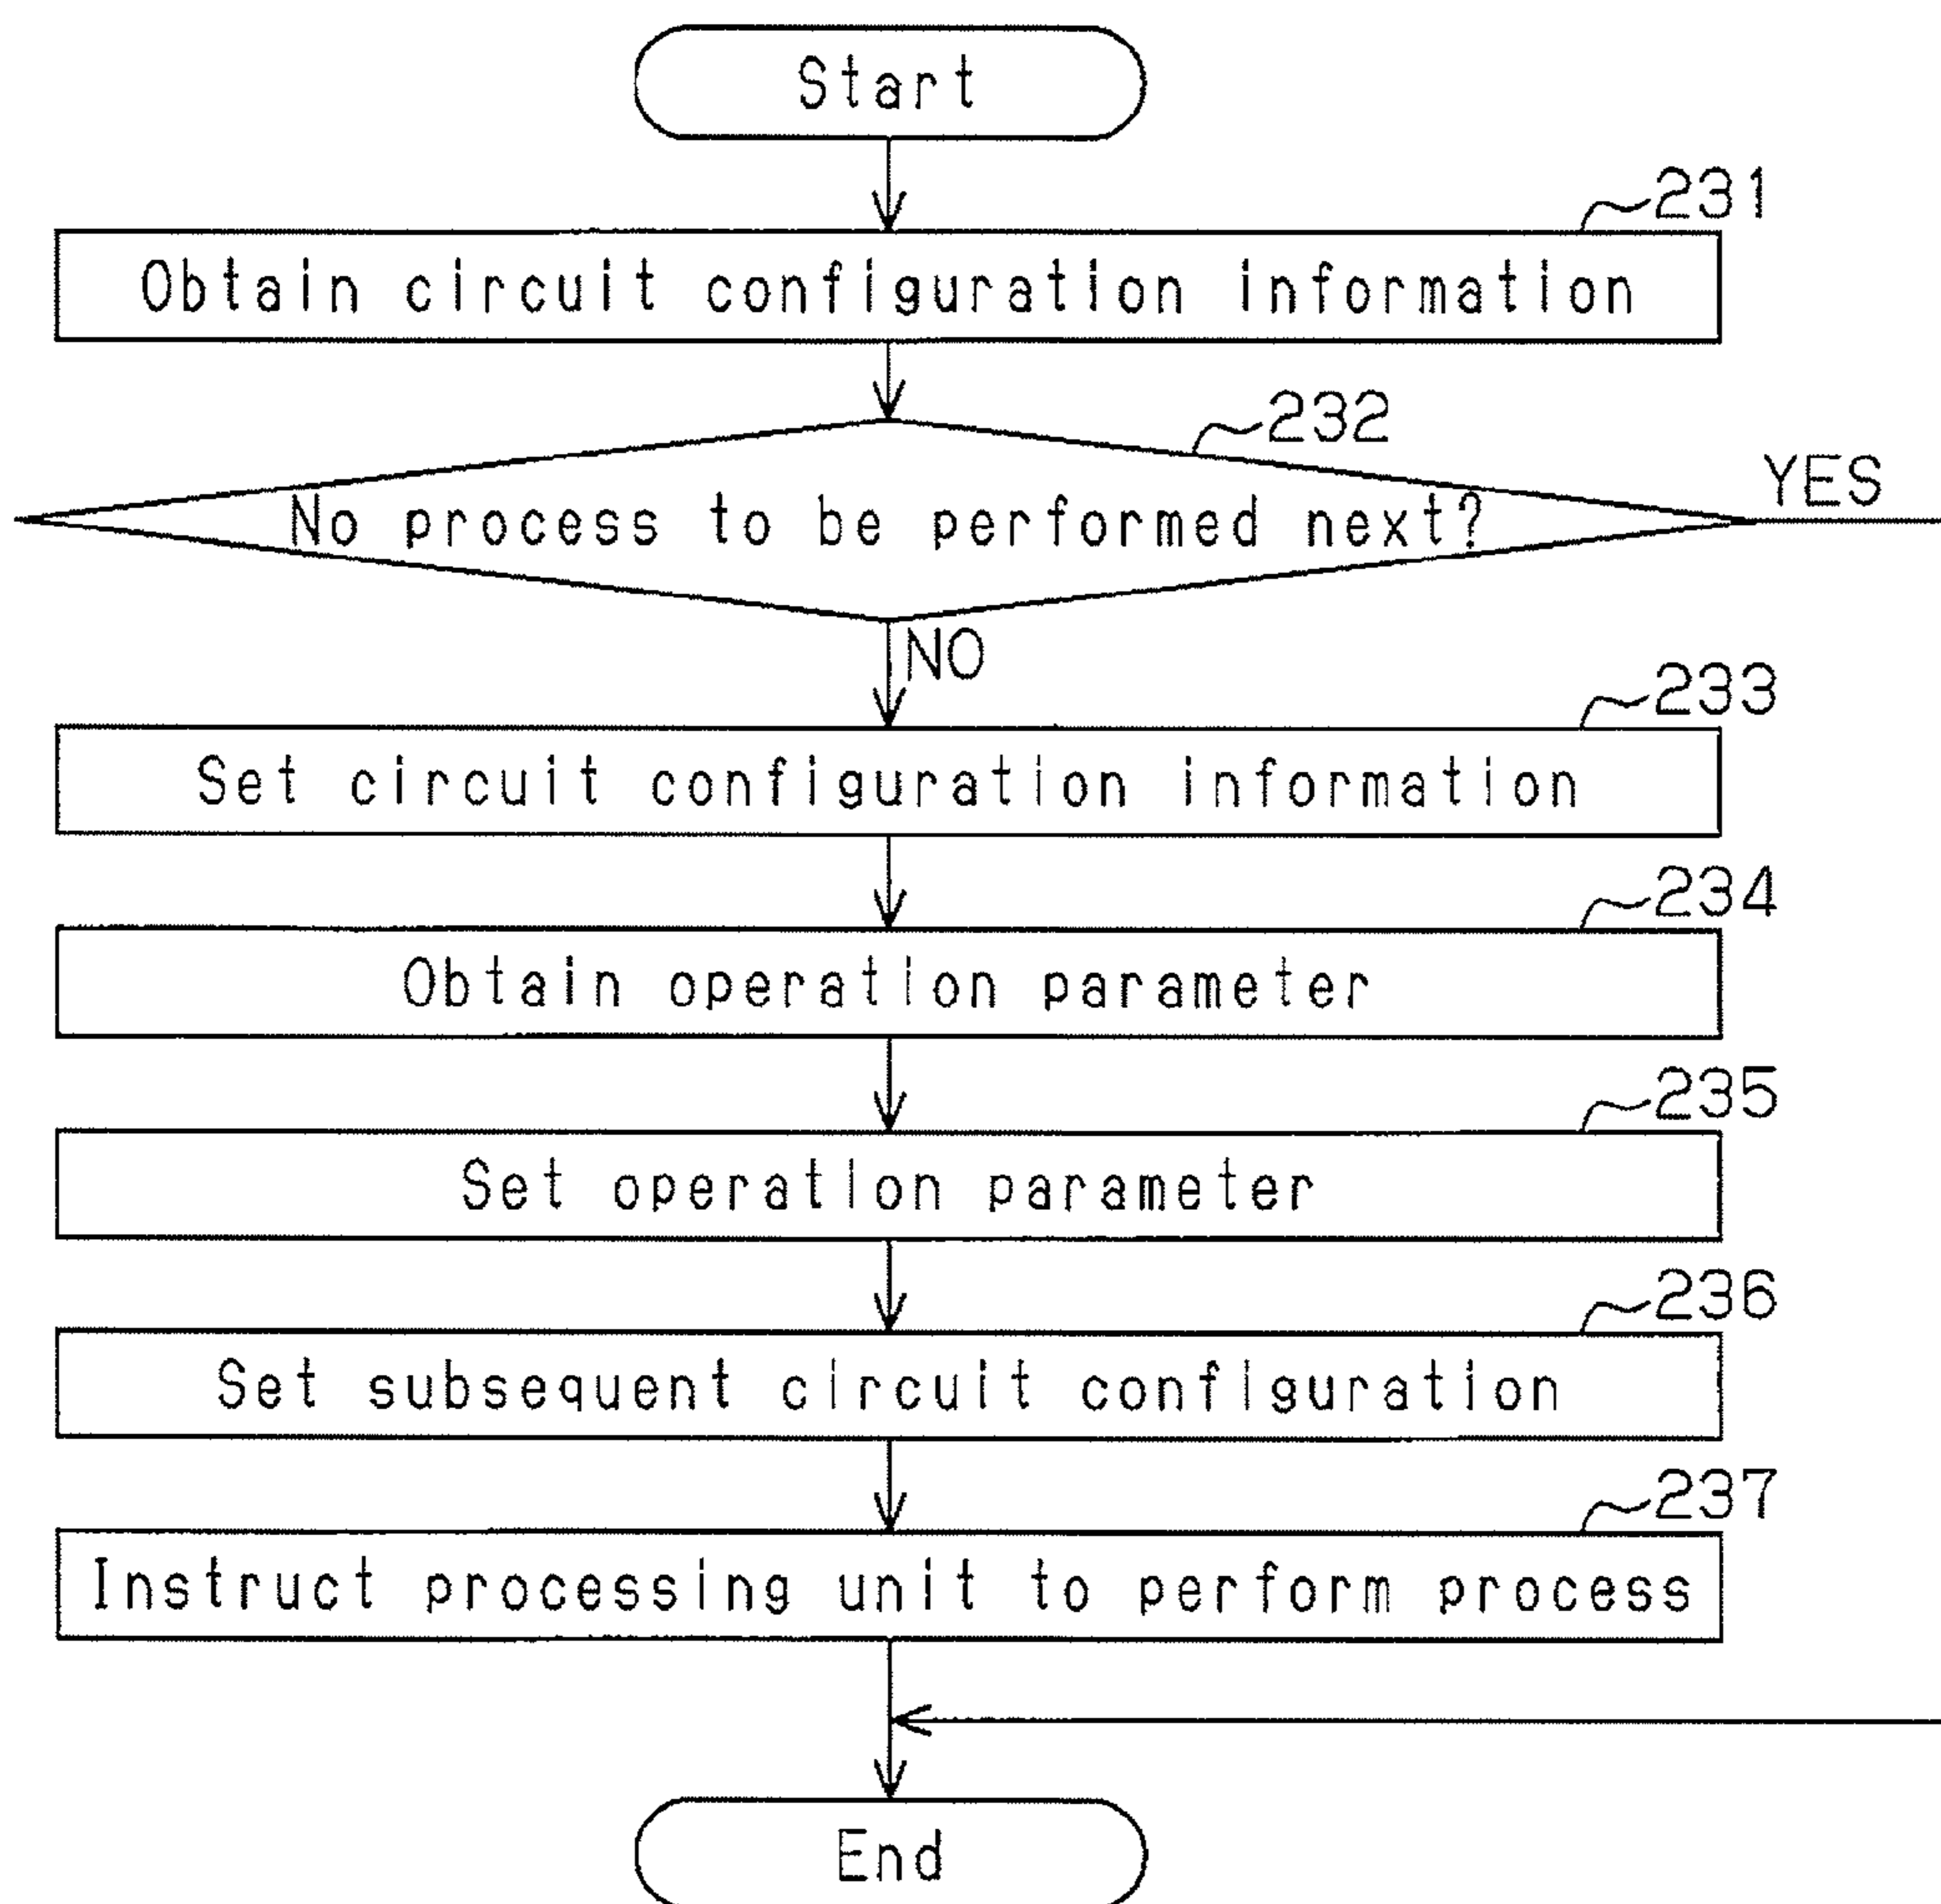 Start
231
Obtain circuit configuration information
232
No process to be performed next?
YES
NO
233
Set circuit configuration information
234
Obtain operation parameter
235
Set operation parameter
236
Set subsequent circuit configuration
237
Instruct processing unit to perform process
End